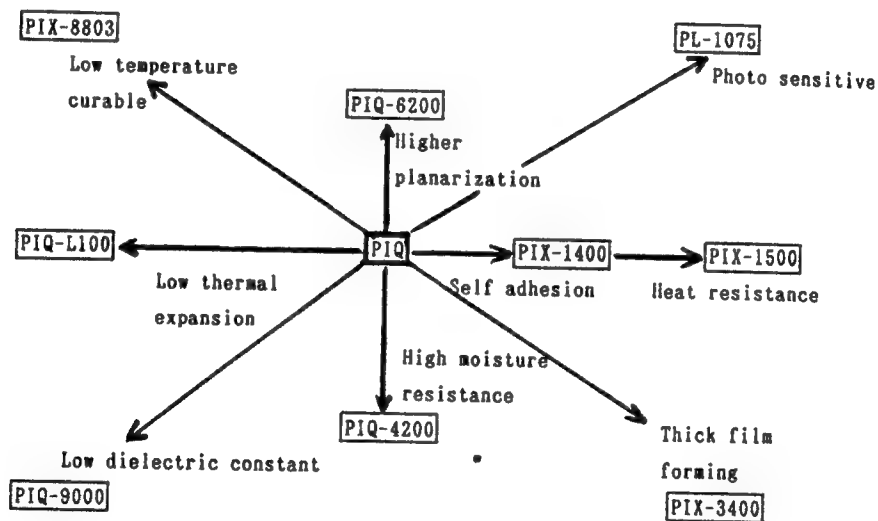 PIX-8803
Low temperature
curable
PL-1075
Photo sensitive
PIQ-6200
Higher
planarization
PIQ-L100
Low thermal
expansion
PIQ
PIX-1400
Self adhesion
PIX-1500
Heat resistance
High moisture
resistance
PIQ-4200
Low dielectric constant
PIQ-9000
Thick film
forming
PIX-3400